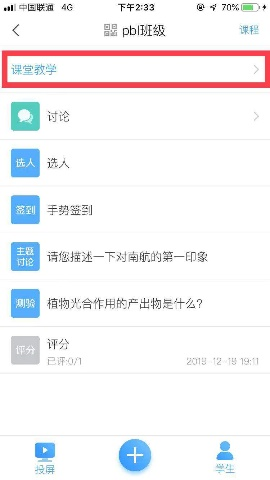 中国联通 4G 下午2:33 70%
pbl班级 课程
课堂教学
讨论
选人 选人
签到 手势签到
主题讨论 请您描述一下对南航的第一印象
测验 植物光合作用的产出物是什么?
评分 评分
已评:0/1 2019-12-19 19:11
投屏 学生